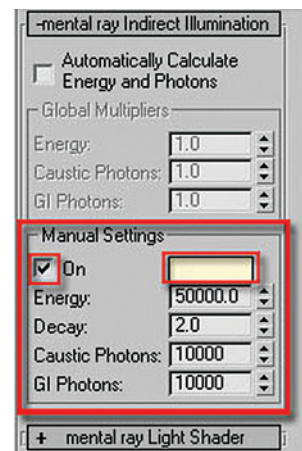 -mental ray Indirect Illumination
Automatically Calculate
Energy and Photons
Global Multipliers
Energy: 1.0
Caustic Photons: 1.0
GI Photons: 1.0
Manual Settings
On
Energy: 50000.0
Decay: 2.0
Caustic Photons: 10000
GI Photons: 10000
+ mental ray Light Shader